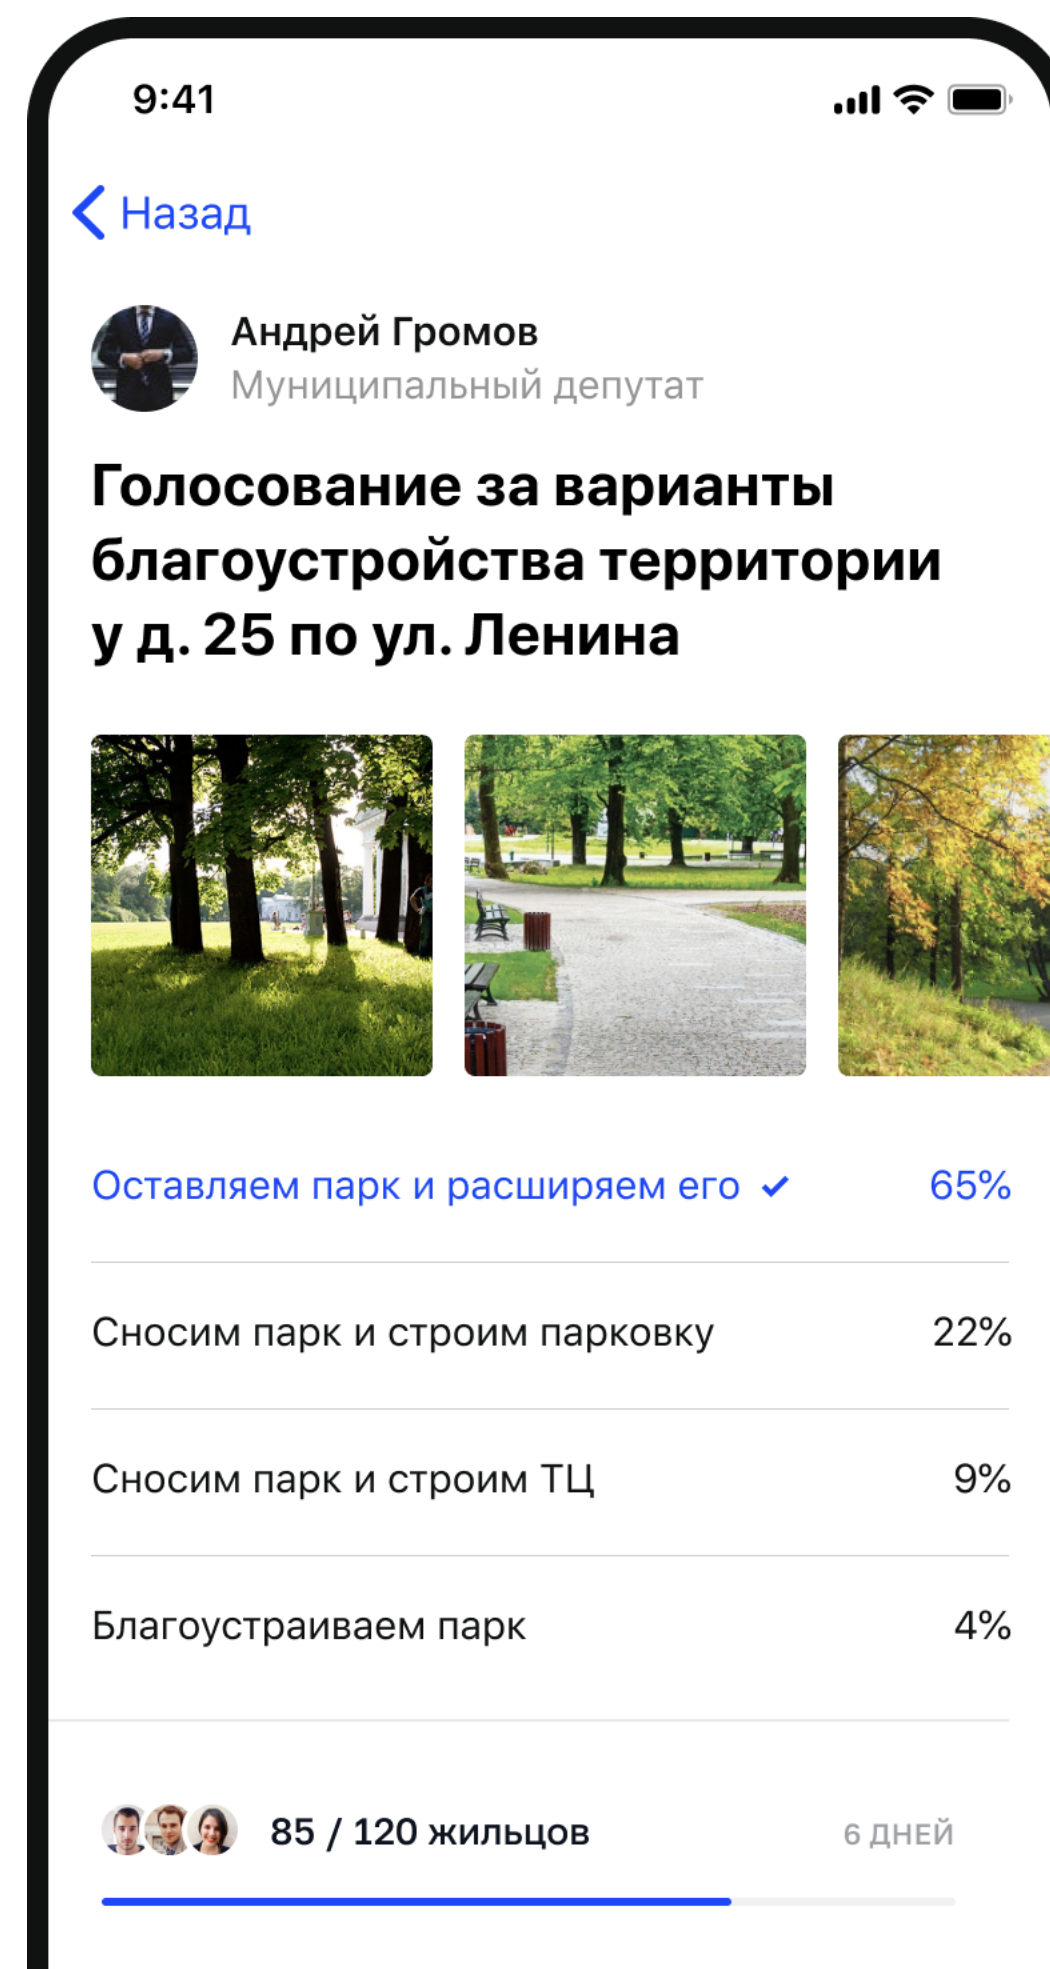 9:41
Назад
Андрей Громов
Муниципальный депутат
Голосование за варианты
благоустройства территории
у д. 25 по ул. Ленина
Оставляем парк и расширяем его 65%
Сносим парк и строим парковку 22%
Сносим парк и строим ТЦ 9%
Благоустраиваем парк 4%
85 / 120 жильцов 6 ДНЕЙ